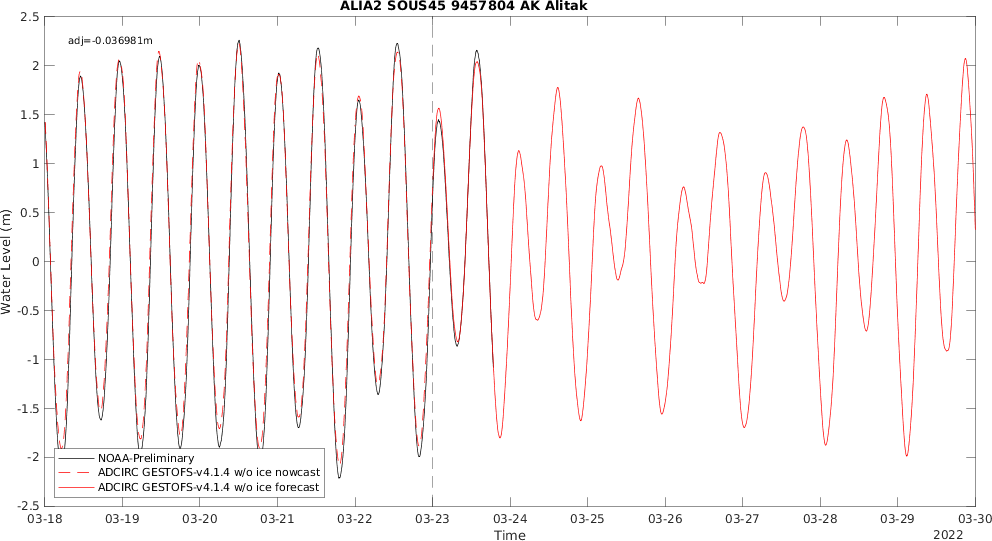 ALIA2 SOUS45 9457804 AK Alitak
adj=-0.036981m
2.5
2
1.5
1
0.5
0
-0.5
-1
-1.5
-2
-2.5
Water Level (m)
NOAA-Preliminary
ADCIRC GESTOFS-v4.1.4 w/o ice nowcast
ADCIRC GESTOFS-v4.1.4 w/o ice forecast
03-18 03-19 03-20 03-21 03-22 03-23 03-24 03-25 03-26 03-27 03-28 03-29 03-30
Time
2022